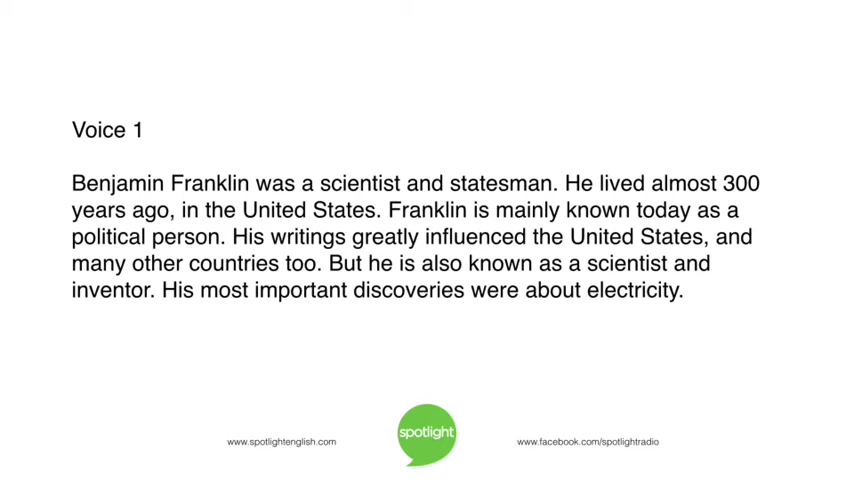 Voice 1
Benjamin Franklin was a scientist and statesman. He lived almost 300
years ago, in the United States. Franklin is mainly known today as a
political person. His writings greatly influenced the United States, and
many other countries too. But he is also known as a scientist and
inventor. His most important discoveries were about electricity.
www.spotlightenglish.com
spotlight
www.facebook.com/spotlightradio